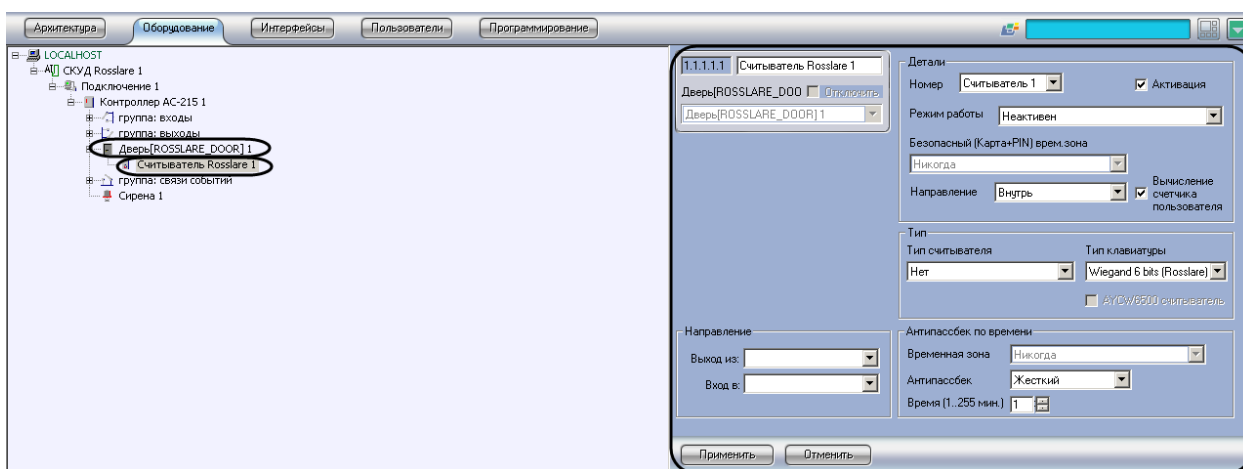 Архитектура Оборудование Интерфейсы Пользователи Программирование
LOCALHOST
СКУД Rosslare 1
Подключение 1
Контроллер AC-215 1
группа: входы
группа: выходы
Дверь[ROSSLARE_DOOR] 1
Считыватель Rosslare 1
группа: связи событий
Сирена 1
1.1.1.1.1 Считыватель Rosslare 1
Дверь[ROSSLARE_DOO Отключить
Дверь[ROSSLARE_DOOR] 1
Детали
Номер Считыватель 1 Активация
Режим работы Неактивен
Безопасный (Карта+PIN) врем.зона
Никогда
Направление Внутрь Вычисление
счетчика
пользователя
Тип
Тип считывателя Тип клавиатуры
Нет Wiegand 6 bits (Rosslare)
AYCW6500 считыватель
Направление
Выход из:
Вход в:
Антипассбек по времени
Временная зона Никогда
Антипассбек Жесткий
Время (1..255 мин.) 1
Применить Отменить